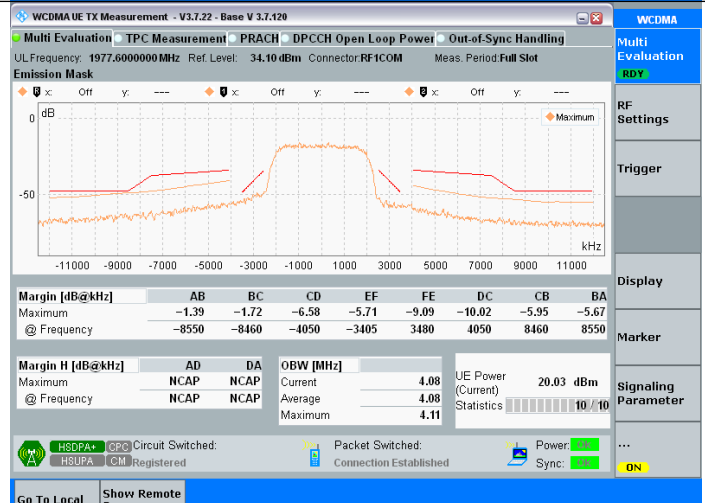 WCDMA UE TX Measurement - V3.7.22 - Base V 3.7.120
WCDMA
Multi Evaluation TPC Measurement PRACH DPCCH Open Loop Power Out-of-Sync Handling
UL Frequency: 1977.6000000 MHz Ref. Level: 34.10 dBm Connector:RF1COM Meas. Period:Full Slot
Emission Mask
x: Off y: --- x: Off y: --- x: Off y: ---
dB
Maximum
0
-50
kHz
-11000 -9000 -7000 -5000 -3000 -1000 1000 3000 5000 7000 9000 11000
Margin [dB@kHz] AB BC CD EF FE DC CB BA
Maximum -1.39 -1.72 -6.58 -5.71 -9.09 -10.02 -5.95 -5.67
@ Frequency -8550 -8460 -4050 -3405 3480 4050 8460 8550
Margin H [dB@kHz] AD DA
Maximum NCAP NCAP
@ Frequency NCAP NCAP
OBW [MHz]
Current 4.08
Average 4.08
Maximum 4.11
UE Power 20.03 dBm
(Current)
Statistics 10 / 10
HSDPA+ CPC Circuit Switched: Packet Switched: Power: OK
HSUPA CM Registered Connection Established Sync: OK
Multi
Evaluation
RDY
RF
Settings
Trigger
Display
Marker
Signaling
Parameter
...
ON
Go To Local
Show Remote